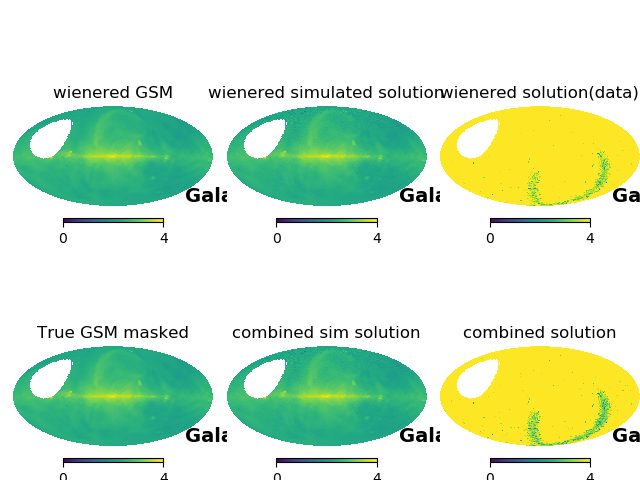 wienered GSM
wienered simulated solution
wienered solution(data)
Gala
Gala
Ga
0 4
0 4
0 4
True GSM masked
combined sim solution
combined solution
Gala
Gala
Ga
0 4
0 4
0 4